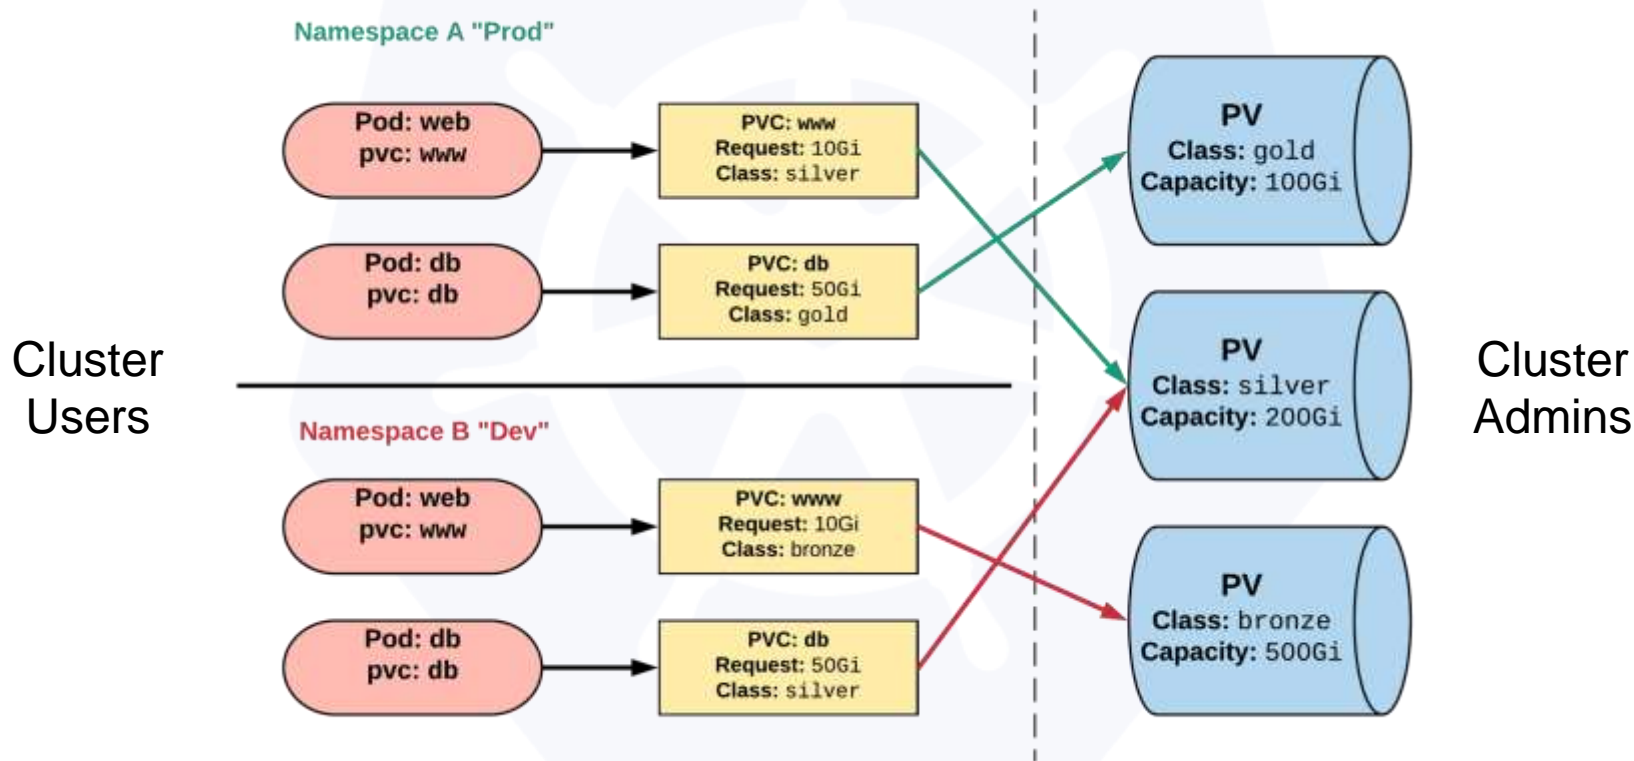 Namespace A "Prod"
Pod: web
pvc: www
PVC: www
Request: 10Gi
Class: silver
PV
Class: gold
Capacity: 100Gi
Pod: db
pvc: db
PVC: db
Request: 50Gi
Class: gold
Cluster
Users
PV
Class: silver
Capacity: 200Gi
Cluster
Admins
Namespace B "Dev"
Pod: web
pvc: www
PVC: www
Request: 10Gi
Class: bronze
PV
Class: bronze
Capacity: 500Gi
Pod: db
pvc: db
PVC: db
Request: 50Gi
Class: silver